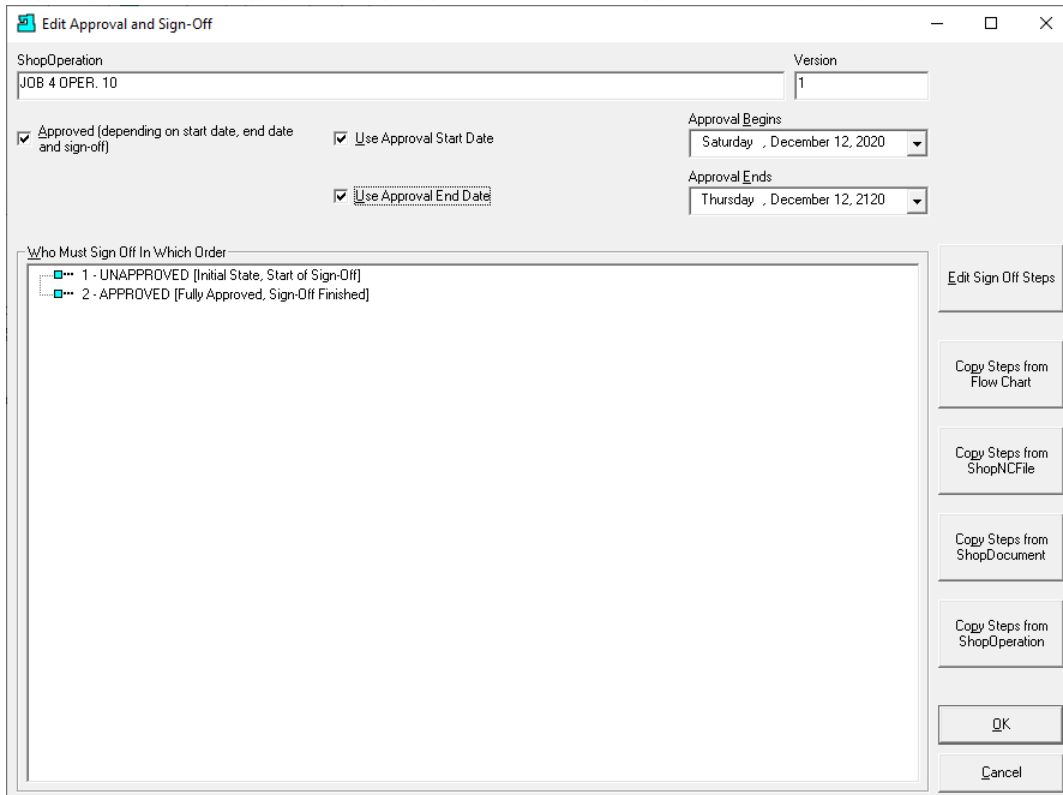 Edit Approval and Sign-Off
ShopOperation
Version
JOB 4 OPER. 10
1
Approved (depending on start date, end date
and sign-off)
Use Approval Start Date
Approval Begins
Saturday , December 12, 2020
Use Approval End Date
Approval Ends
Thursday , December 12, 2120
Who Must Sign Off In Which Order
1 - UNAPPROVED [Initial State, Start of Sign-Off]
2 - APPROVED [Fully Approved, Sign-Off Finished]
Edit Sign Off Steps
Copy Steps from
Flow Chart
Copy Steps from
ShopNCFile
Copy Steps from
ShopDocument
Copy Steps from
ShopOperation
OK
Cancel